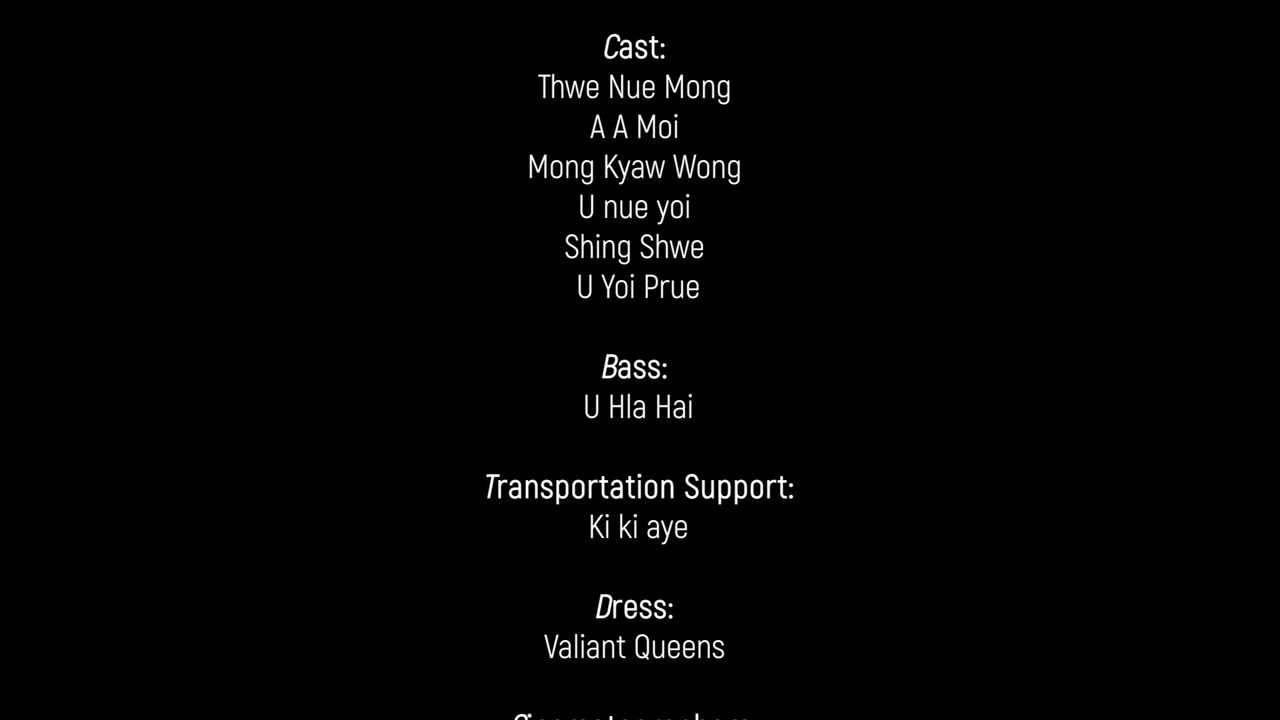 Cast:
Thwe Nue Mong
A A Moi
Mong Kyaw Wong
U nue yoi
Shing Shwe
U Yoi Prue
Bass:
U Hla Hai
Transportation Support:
Ki ki aye
Dress:
Valiant Queens